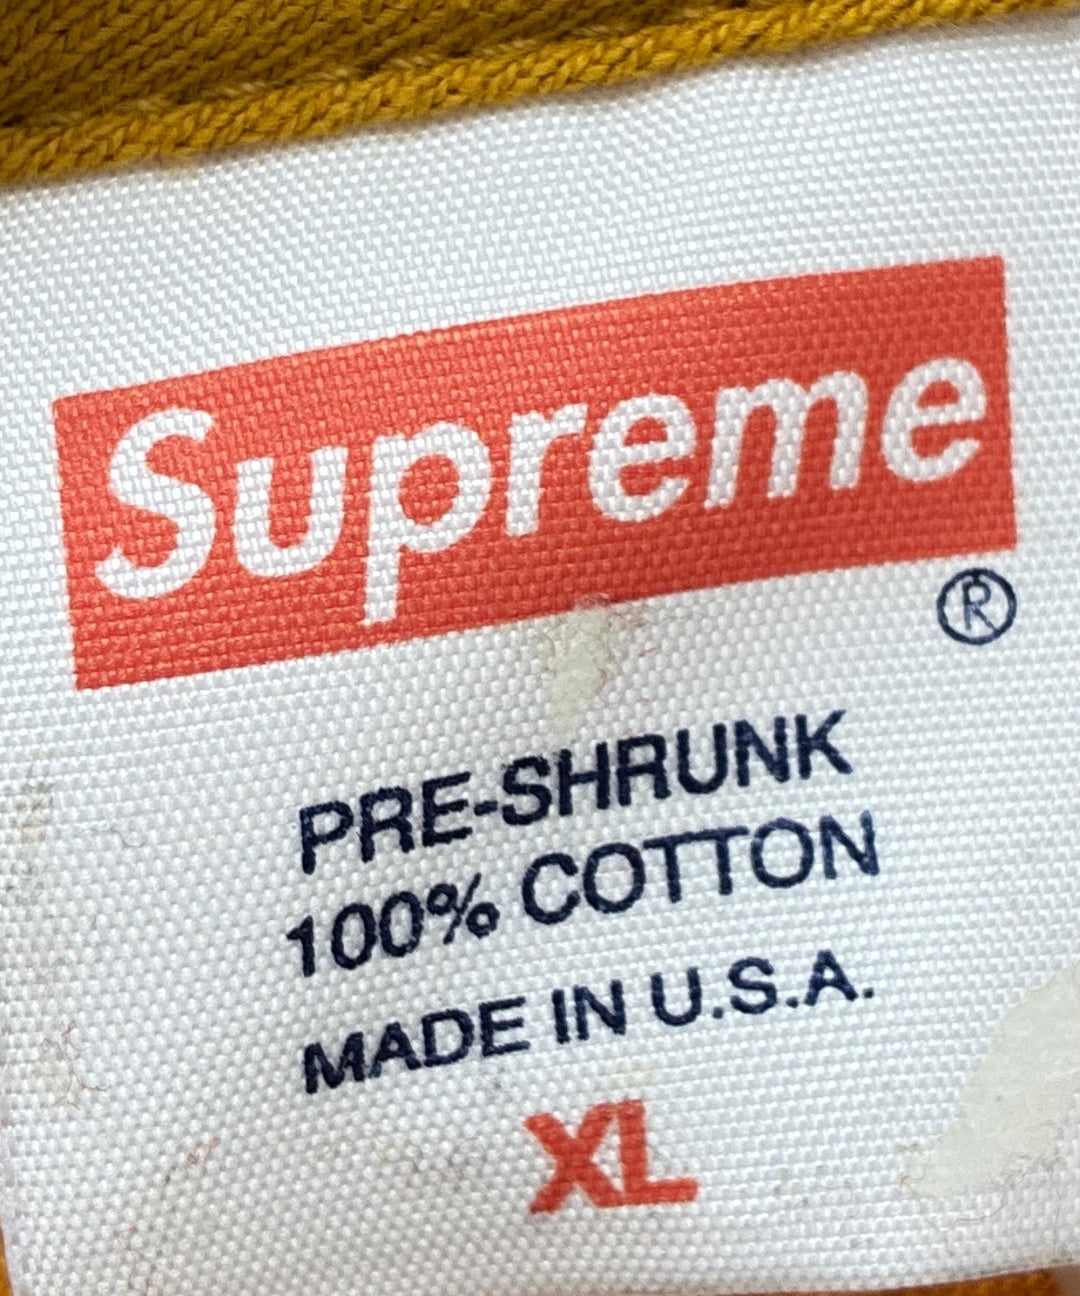 Supreme
®
PRE-SHRUNK
100% COTTON
MADE IN U.S.A.
XL